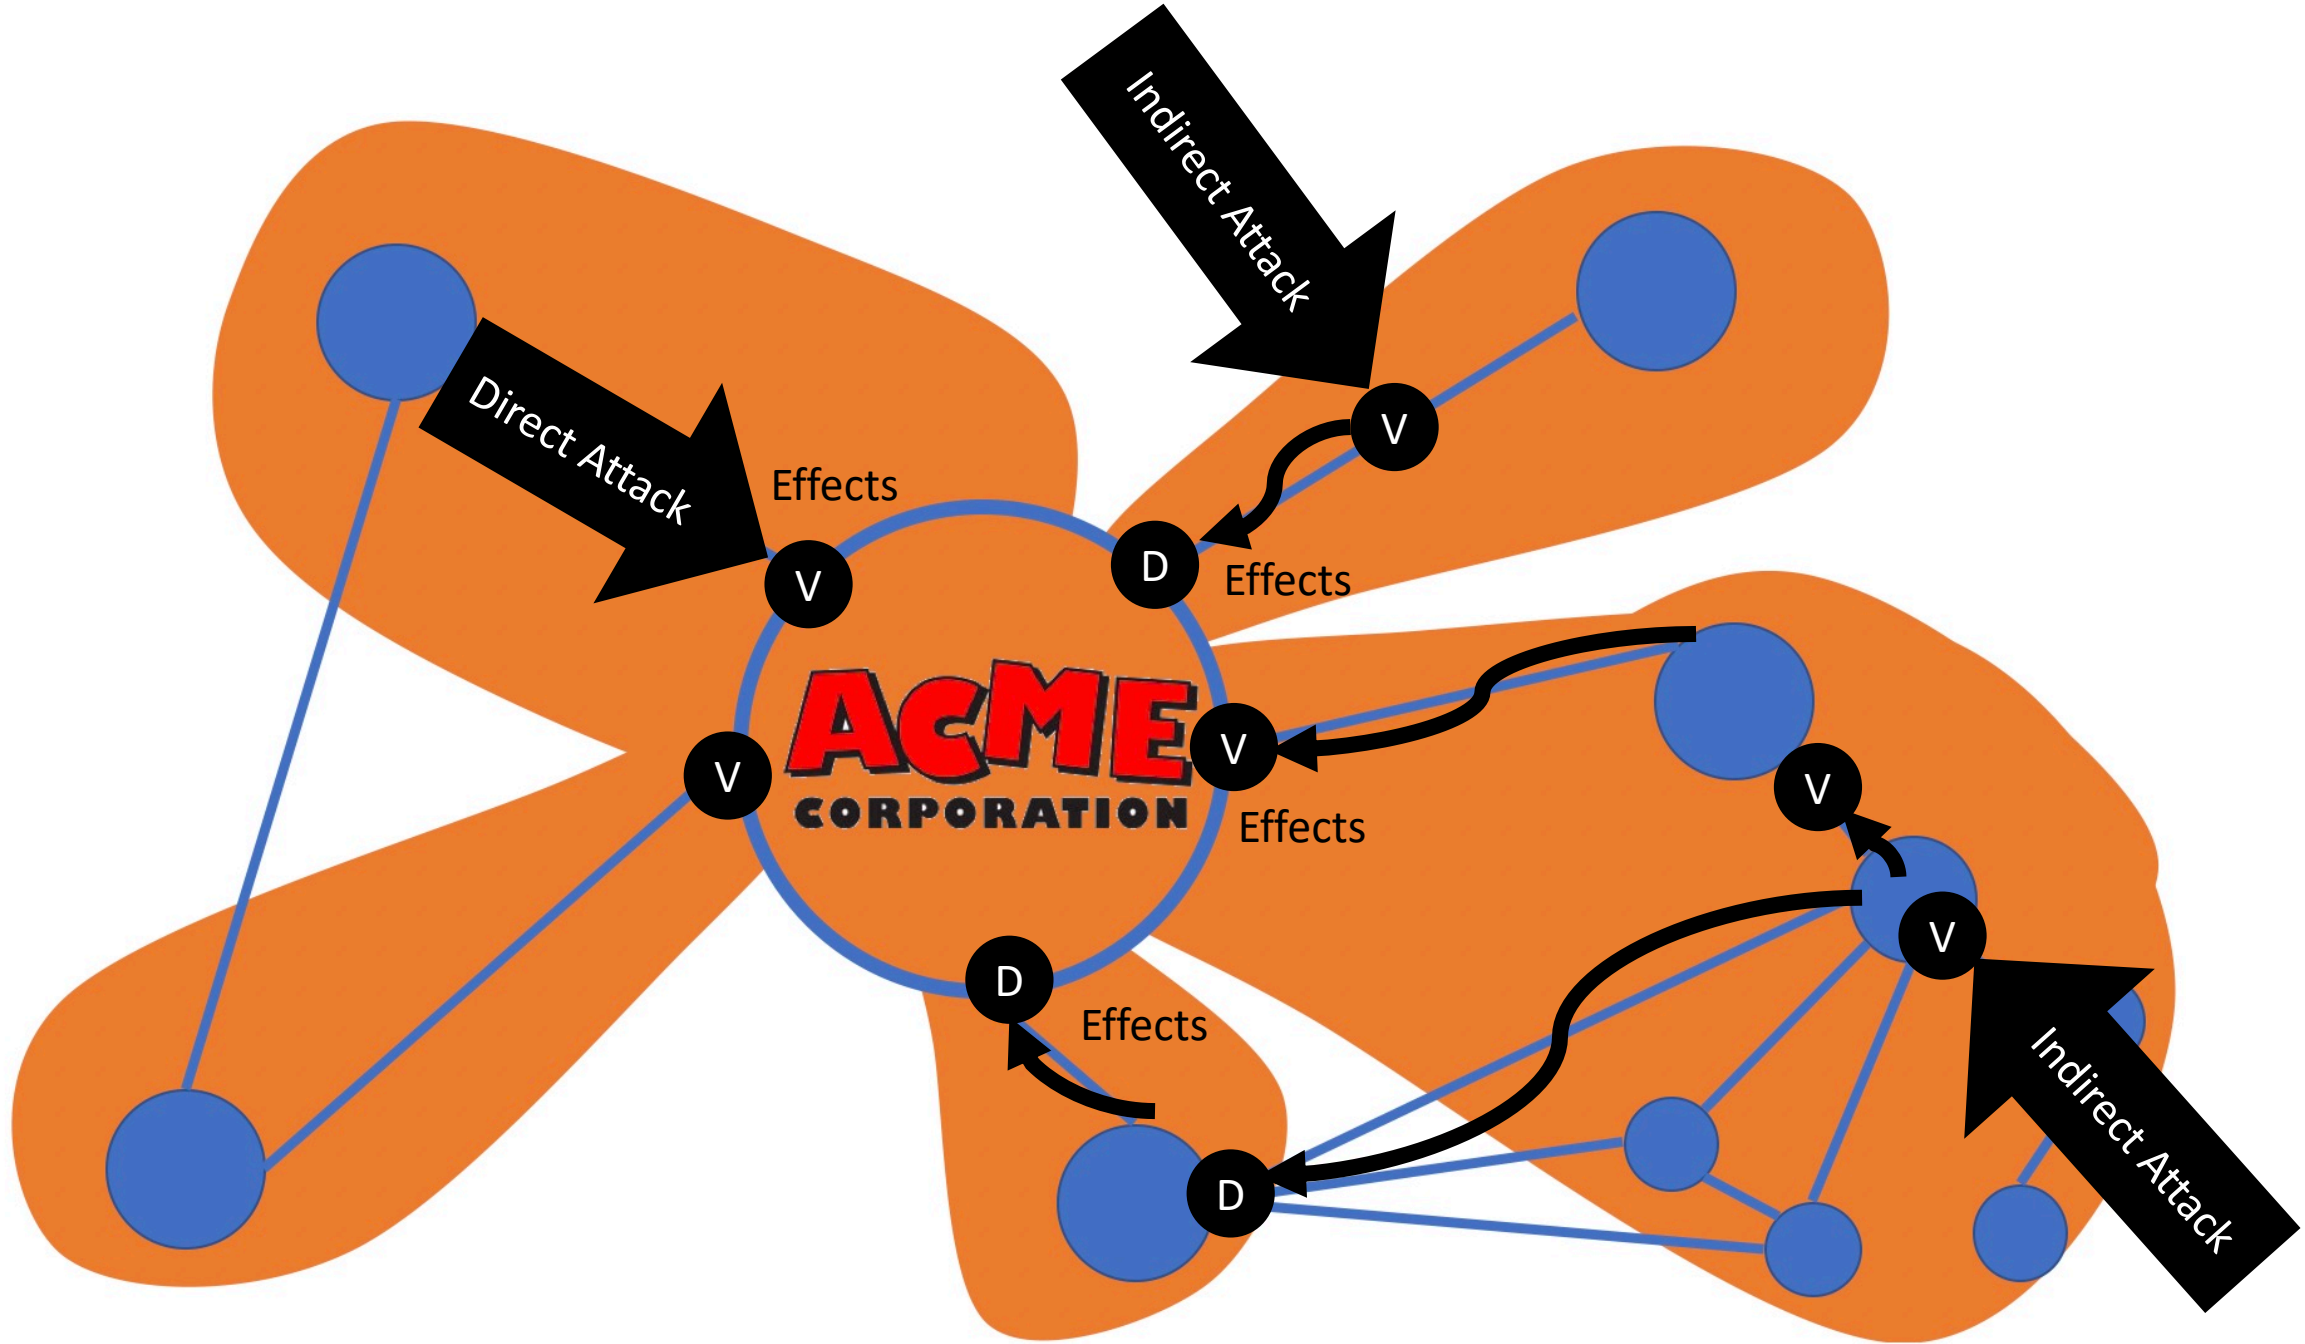 Indirect Attack
Direct Attack
V
Effects
V
D
Effects
ACME
CORPORATION
V
V
V
Effects
V
D
Effects
D
Indirect Attack